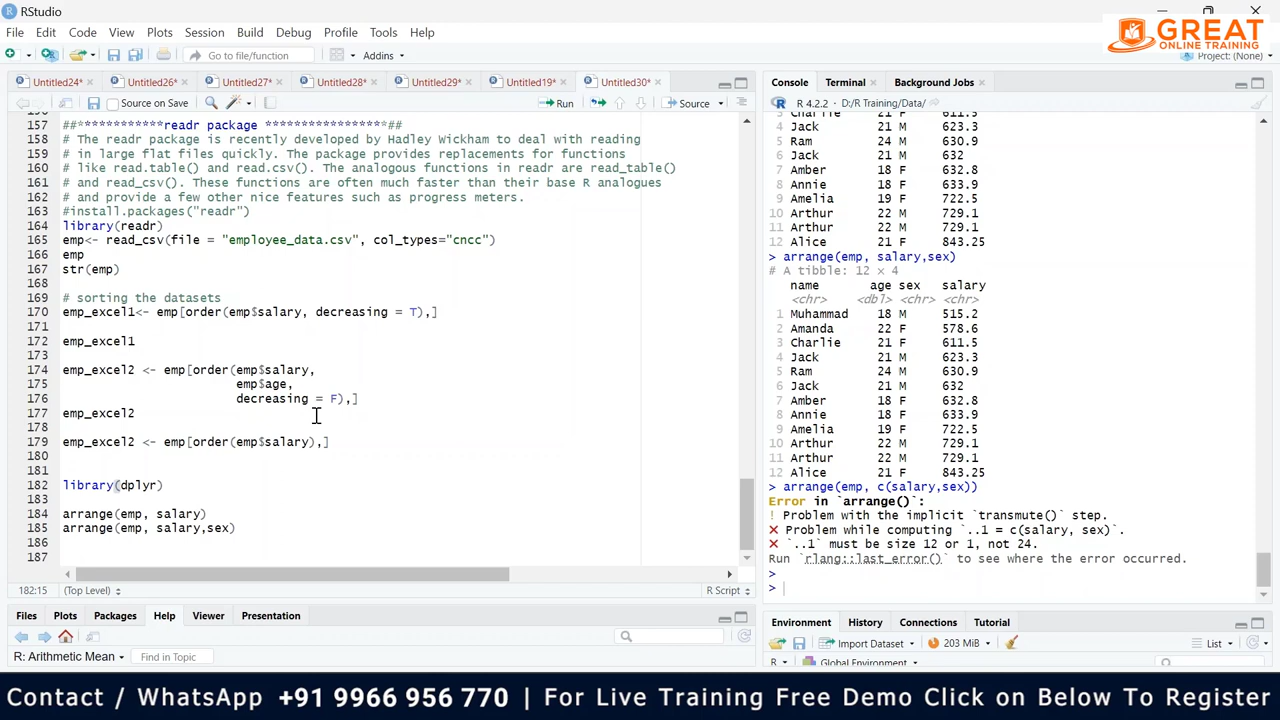 RStudio
File Edit Code View Plots Session Build Debug Profile Tools Help
GREAT
ONLINE TRAINING
Go to file/function
Addins
Project: (None)
Untitled24*
Untitled26*
Untitled27*
Untitled28*
Untitled29*
Untitled19*
Untitled30*
Source on Save
Run
Source
157 ##************readr package *****************##
158 # The readr package is recently developed by Hadley Wickham to deal with reading
159 # in large flat files quickly. The package provides replacements for functions
160 # like read.table() and read.csv(). The analogous functions in readr are read_table()
161 # and read_csv(). These functions are often much faster than their base R analogues
162 # and provide a few other nice features such as progress meters.
163 #install.packages("readr")
164 library(readr)
165 emp<- read_csv(file = "employee_data.csv", col_types="cncc")
166 emp
167 str(emp)
168
169 # sorting the datasets
170 emp_excel1<- emp[order(emp$salary, decreasing = T),]
171
172 emp_excel1
173
174 emp_excel2 <- emp[order(emp$salary,
175 emp$age,
176 decreasing = F),]
177 emp_excel2
178
179 emp_excel2 <- emp[order(emp$salary),]
180
181
182 library(dplyr)
183
184 arrange(emp, salary)
185 arrange(emp, salary,sex)
186
187
182:15
(Top Level)
R Script
Files Plots Packages Help Viewer Presentation
R: Arithmetic Mean
Find in Topic
Console Terminal Background Jobs
R 4.2.2 · D:/R Training/Data/
3 Charlie 21 F 611.5
4 Jack 21 M 623.3
5 Ram 24 M 630.9
6 Jack 21 M 632
7 Amber 18 F 632.8
8 Annie 18 F 633.9
9 Amelia 19 F 722.5
10 Arthur 22 M 729.1
11 Arthur 22 M 729.1
12 Alice 21 F 843.25
> arrange(emp, salary,sex)
# A tibble: 12 × 4
name age sex salary
<chr> <dbl> <chr> <chr>
1 Muhammad 18 M 515.2
2 Amanda 22 F 578.6
3 Charlie 21 F 611.5
4 Jack 21 M 623.3
5 Ram 24 M 630.9
6 Jack 21 M 632
7 Amber 18 F 632.8
8 Annie 18 F 633.9
9 Amelia 19 F 722.5
10 Arthur 22 M 729.1
11 Arthur 22 M 729.1
12 Alice 21 F 843.25
> arrange(emp, c(salary,sex))
Error in `arrange()`:
! Problem with the implicit `transmute()` step.
✖ Problem while computing `..1 = c(salary, sex)`.
✖ `..1` must be size 12 or 1, not 24.
Run `rlang::last_error()` to see where the error occurred.
>
>
Environment History Connections Tutorial
Import Dataset
203 MiB
List
R
Global Environment
Contact / WhatsApp +91 9966 956 770 | For Live Training Free Demo Click on Below To Register